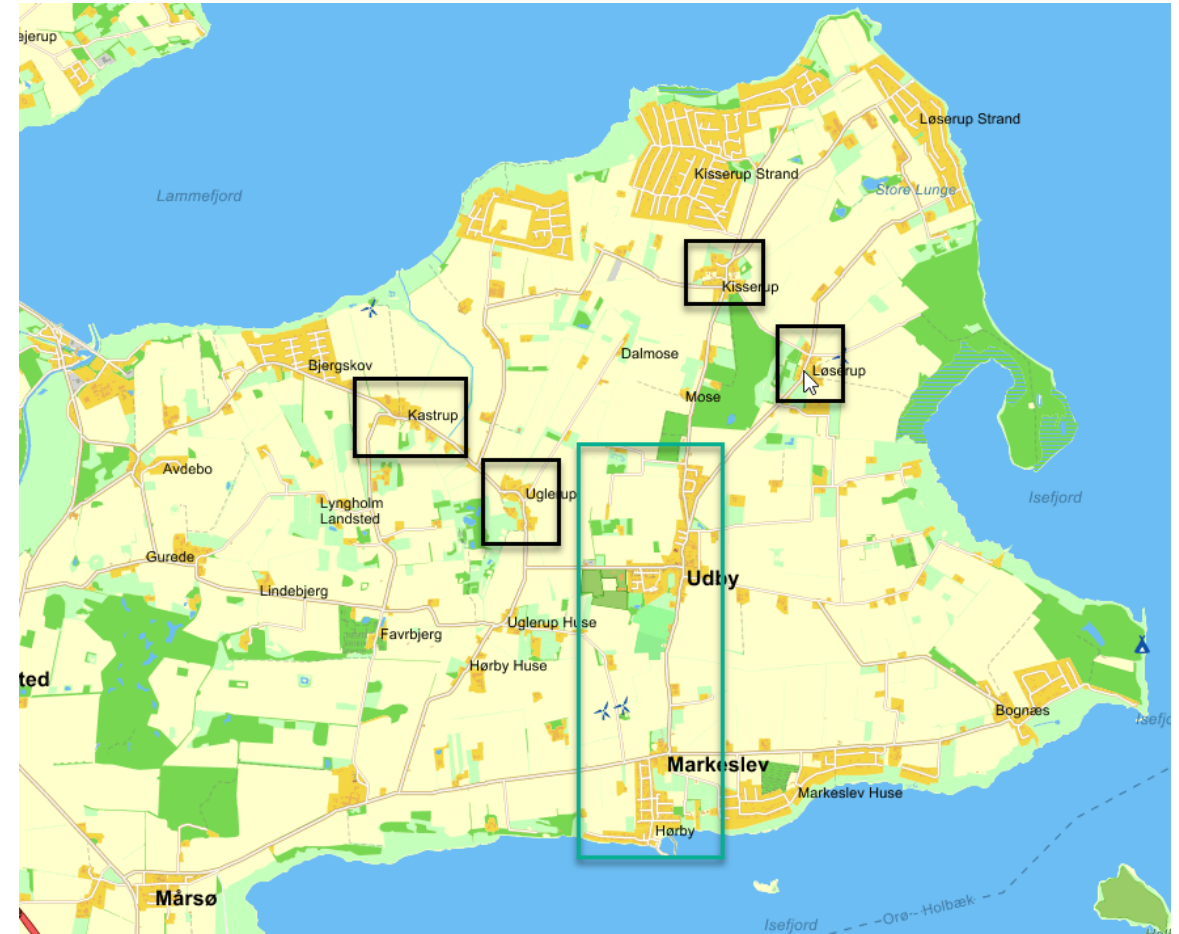 ejerup
Løserup Strand
Kisserup Strand
Lammefjord
Store Lunge
Kisserup
Dalmose
Bjergskov
Løserup
Mose
Kastrup
Avdebo
Uglerup
Isefjord
Lyngholm
Landsted
Gurede
Udby
Lindebjerg
Uglerup Huse
Favrbjerg
Hørby Huse
ted
Bognæs
Isefjo
Markeslev
Markeslev Huse
Hørby
Mårsø
Orø - Holbæk
Isefjord